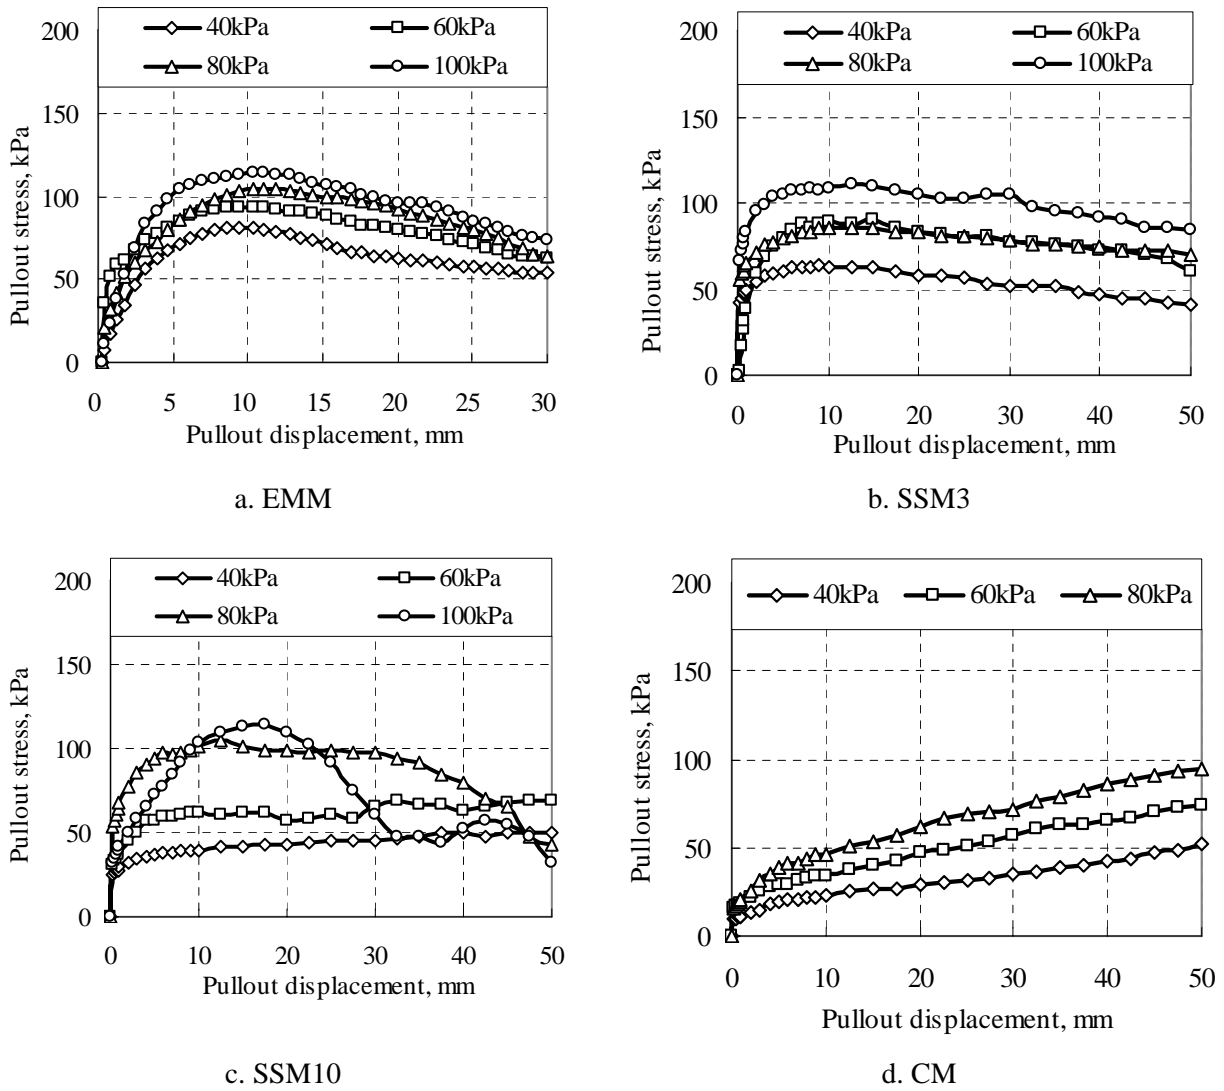 200
40kPa 60kPa
80kPa 100kPa
150
100
50
0
Pullout stress, kPa
0 5 10 15 20 25 30
Pullout displacement, mm
a. EMM
200
40kPa 60kPa
80kPa 100kPa
150
100
50
0
Pullout stress, kPa
0 10 20 30 40 50
Pullout displacement, mm
b. SSM3
200
40kPa 60kPa
80kPa 100kPa
150
100
50
0
Pullout stress, kPa
0 10 20 30 40 50
Pullout displacement, mm
c. SSM10
200
40kPa 60kPa 80kPa
150
100
50
0
Pullout stress, kPa
0 10 20 30 40 50
Pullout displacement, mm
d. CM